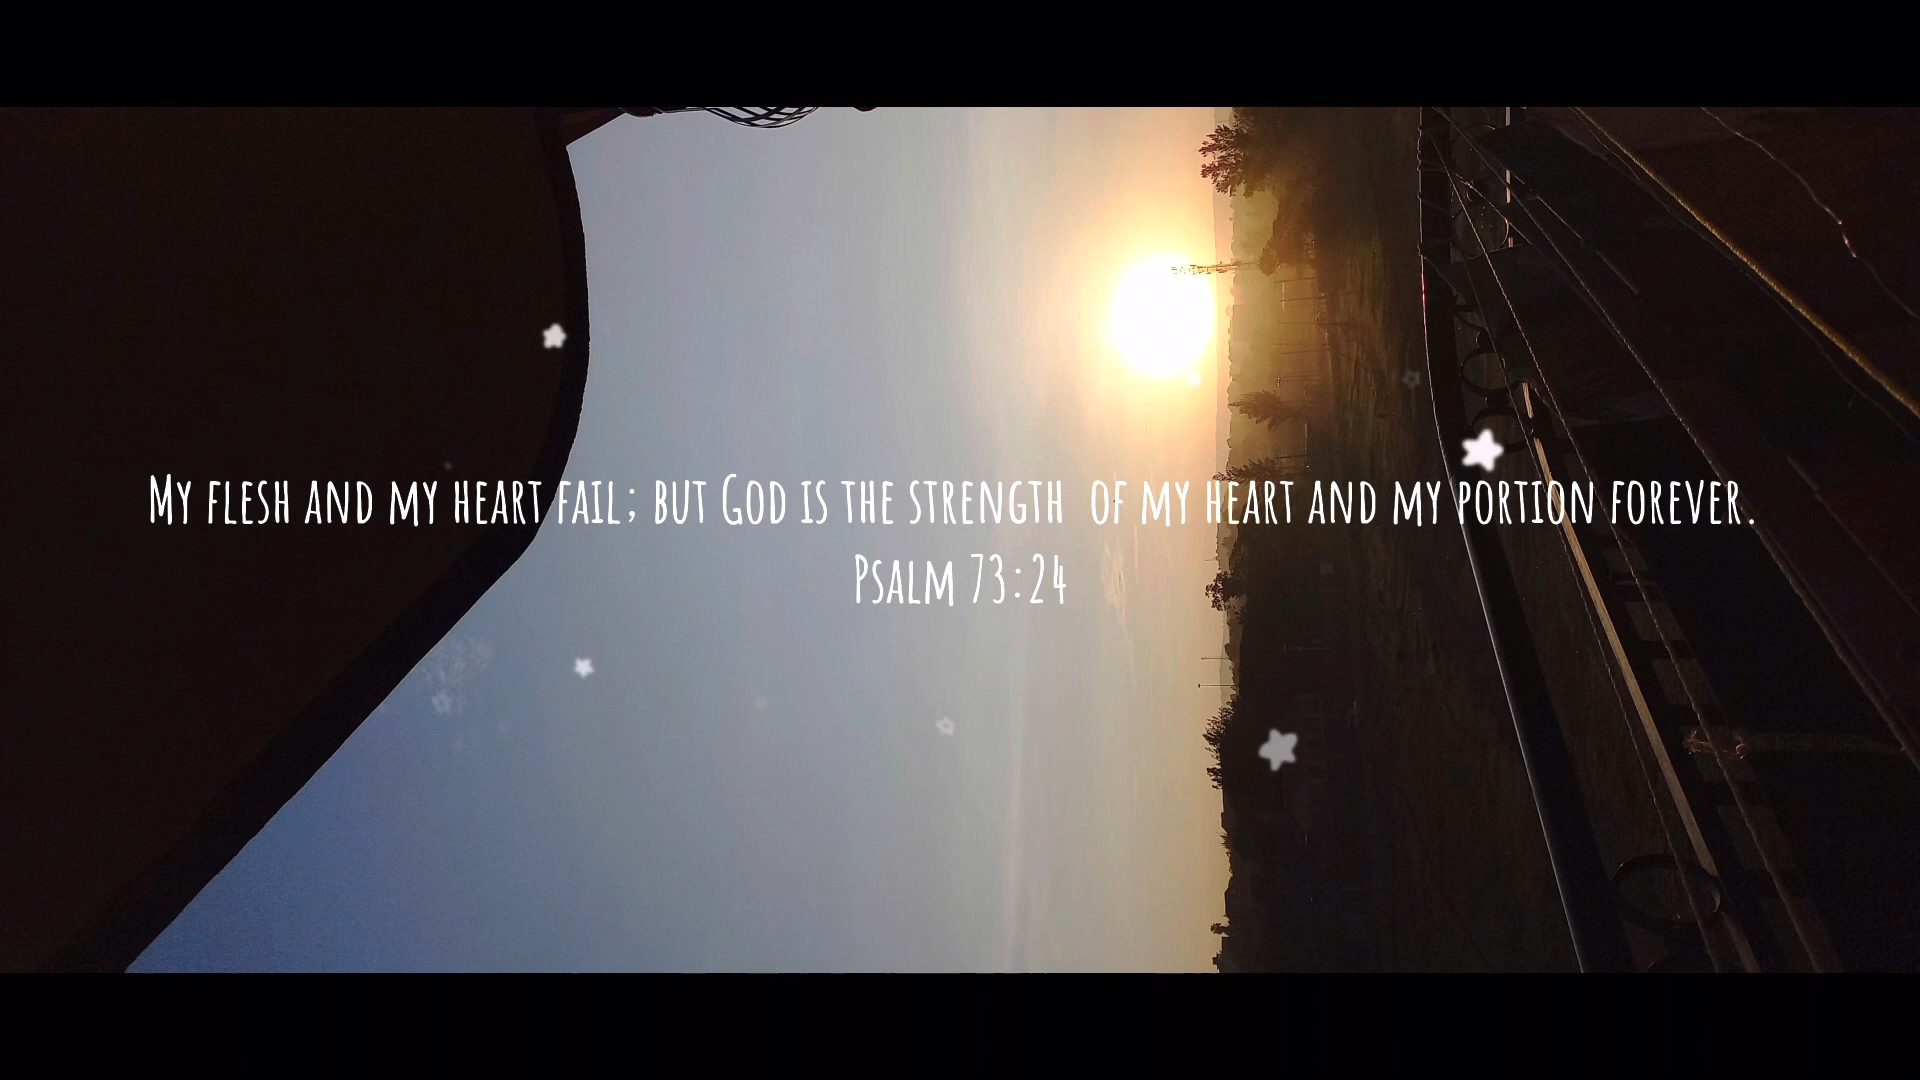 My flesh and my heart fail; but God is the strength of my heart and my portion forever.
Psalm 73:24